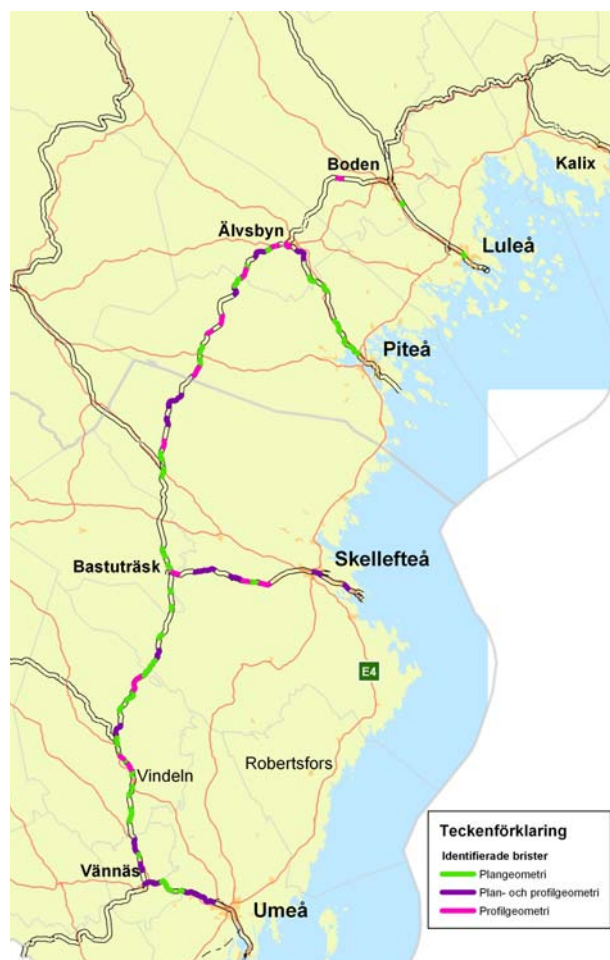 Kalix
Boden
Älvsbyn
Luleå
Piteå
Skellefteå
Bastuträsk
E4
Robertsfors
Vindeln
Vännäs
Umeå
Teckenförklaring
Identifierade brister
Plangeometri
Plan- och profilgeometri
Profilgeometri